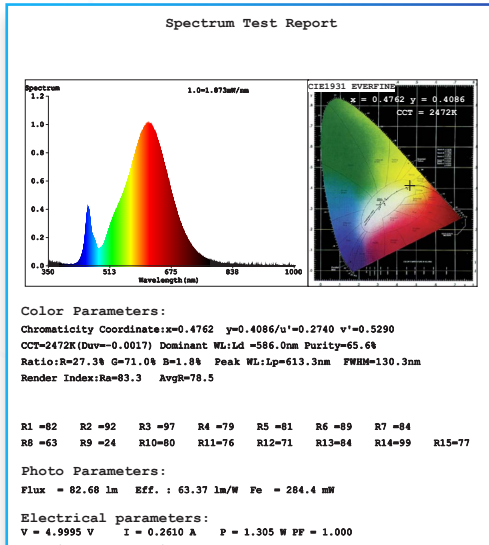 Spectrum Test Report
Spectrum
1.0=1.873mW/nm
1.2
1.0
0.8
0.6
0.4
0.2
0.0
350 513 675 838 1000
Wavelength(nm)
CIE1931 EVERFINE
x = 0.4762 y = 0.4086
CCT = 2472K
Color Parameters:
Chromaticity Coordinate:x=0.4762 y=0.4086/u'=0.2740 v'=0.5290
CCT=2472K(Duv=-0.0017) Dominant WL:Ld =586.0nm Purity=65.6%
Ratio:R=27.3% G=71.0% B=1.8% Peak WL:Lp=613.3nm FWHM=130.3nm
Render Index:Ra=83.3 AvgR=78.5
R1 =82 R2 =92 R3 =97 R4 =79 R5 =81 R6 =89 R7 =84
R8 =63 R9 =24 R10=80 R11=76 R12=71 R13=84 R14=99 R15=77
Photo Parameters:
Flux = 82.68 lm Eff. : 63.37 lm/W Fe = 284.4 mW
Electrical parameters:
V = 4.9995 V I = 0.2610 A P = 1.305 W PF = 1.000